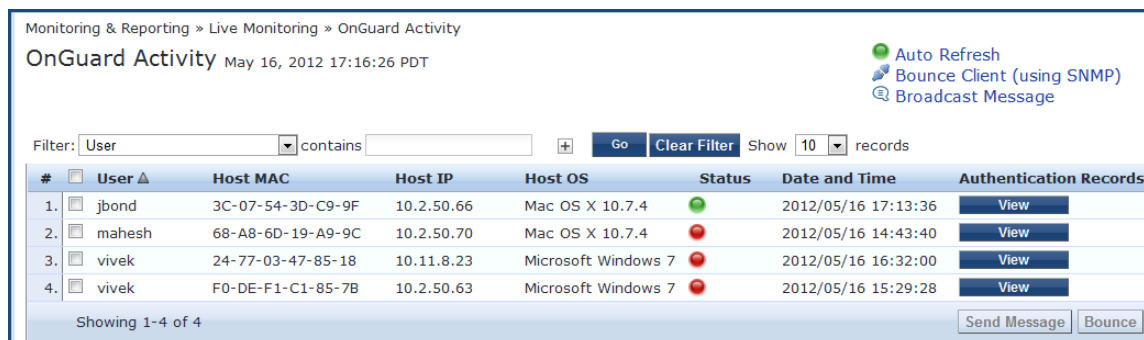 Monitoring & Reporting » Live Monitoring » OnGuard Activity
OnGuard Activity May 16, 2012 17:16:26 PDT
Auto Refresh
Bounce Client (using SNMP)
Broadcast Message
Filter: User contains + Go Clear Filter Show 10 records
# User Host MAC Host IP Host OS Status Date and Time Authentication Records
1. jbond 3C-07-54-3D-C9-9F 10.2.50.66 Mac OS X 10.7.4 2012/05/16 17:13:36 View
2. mahesh 68-A8-6D-19-A9-9C 10.2.50.70 Mac OS X 10.7.4 2012/05/16 14:43:40 View
3. vivek 24-77-03-47-85-18 10.11.8.23 Microsoft Windows 7 2012/05/16 16:32:00 View
4. vivek F0-DE-F1-C1-85-7B 10.2.50.63 Microsoft Windows 7 2012/05/16 15:29:28 View
Showing 1-4 of 4 Send Message Bounce